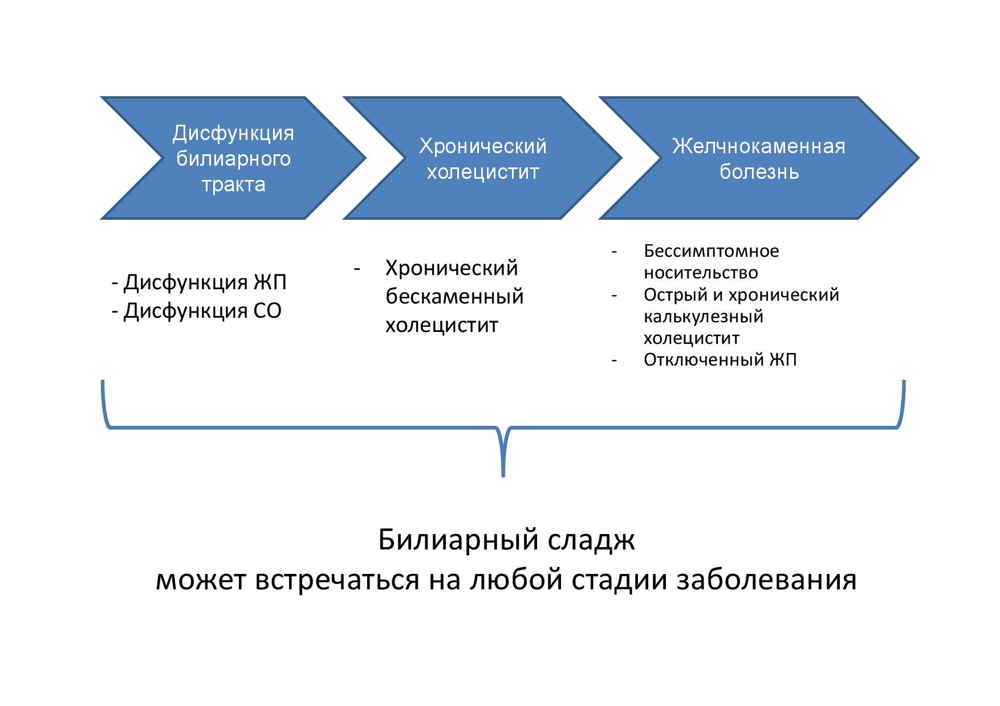 Дисфункция
билиарного
тракта
Хронический
холецистит
Желчнокаменная
болезнь
- Дисфункция ЖП
- Дисфункция СО
- Хронический
бескаменный
холецистит
- Бессимптомное
носительство
- Острый и хронический
калькулезный
холецистит
- Отключенный ЖП
Билиарный сладж
может встречаться на любой стадии заболевания